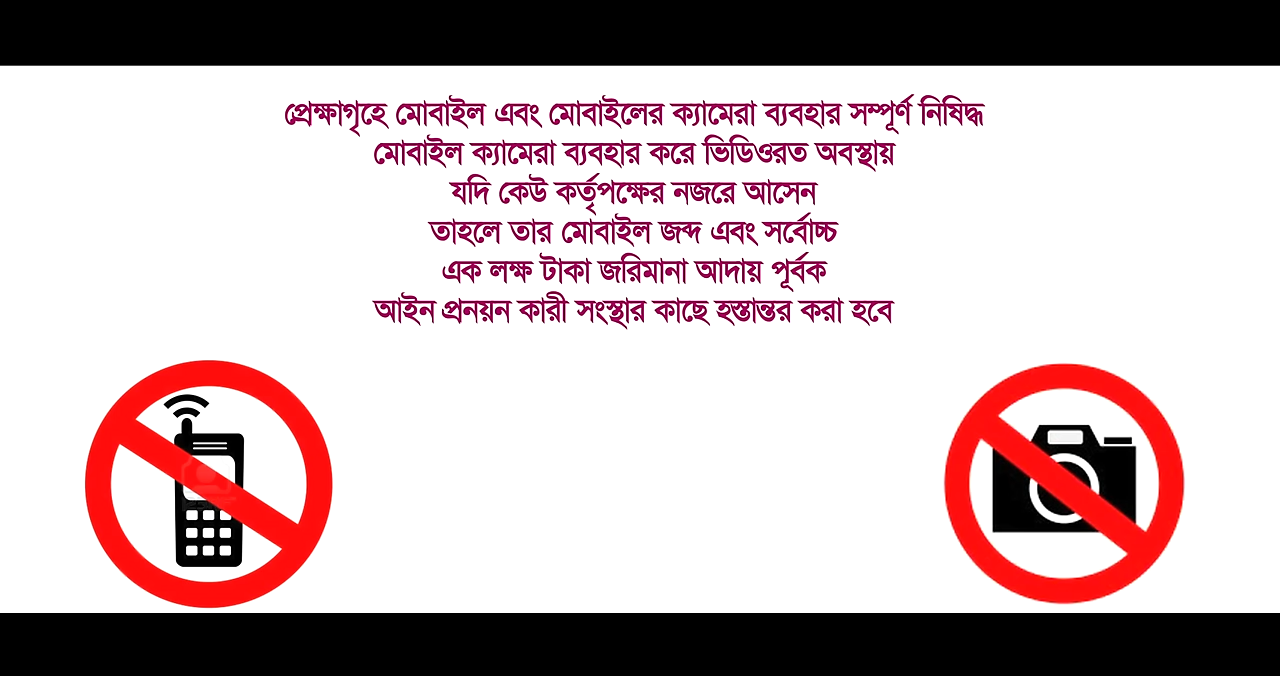 প্রেক্ষাগৃহে মোবাইল এবং মোবাইলের ক্যামেরা ব্যবহার সম্পূর্ণ নিষিদ্ধ
মোবাইল ক্যামেরা ব্যবহার করে ভিডিওরত অবস্থায়
যদি কেউ কর্তৃপক্ষের নজরে আসেন
তাহলে তার মোবাইল জব্দ এবং সর্বোচ্চ
এক লক্ষ টাকা জরিমানা আদায় পূর্বক
আইন প্রনয়ন কারী সংস্থার কাছে হস্তান্তর করা হবে